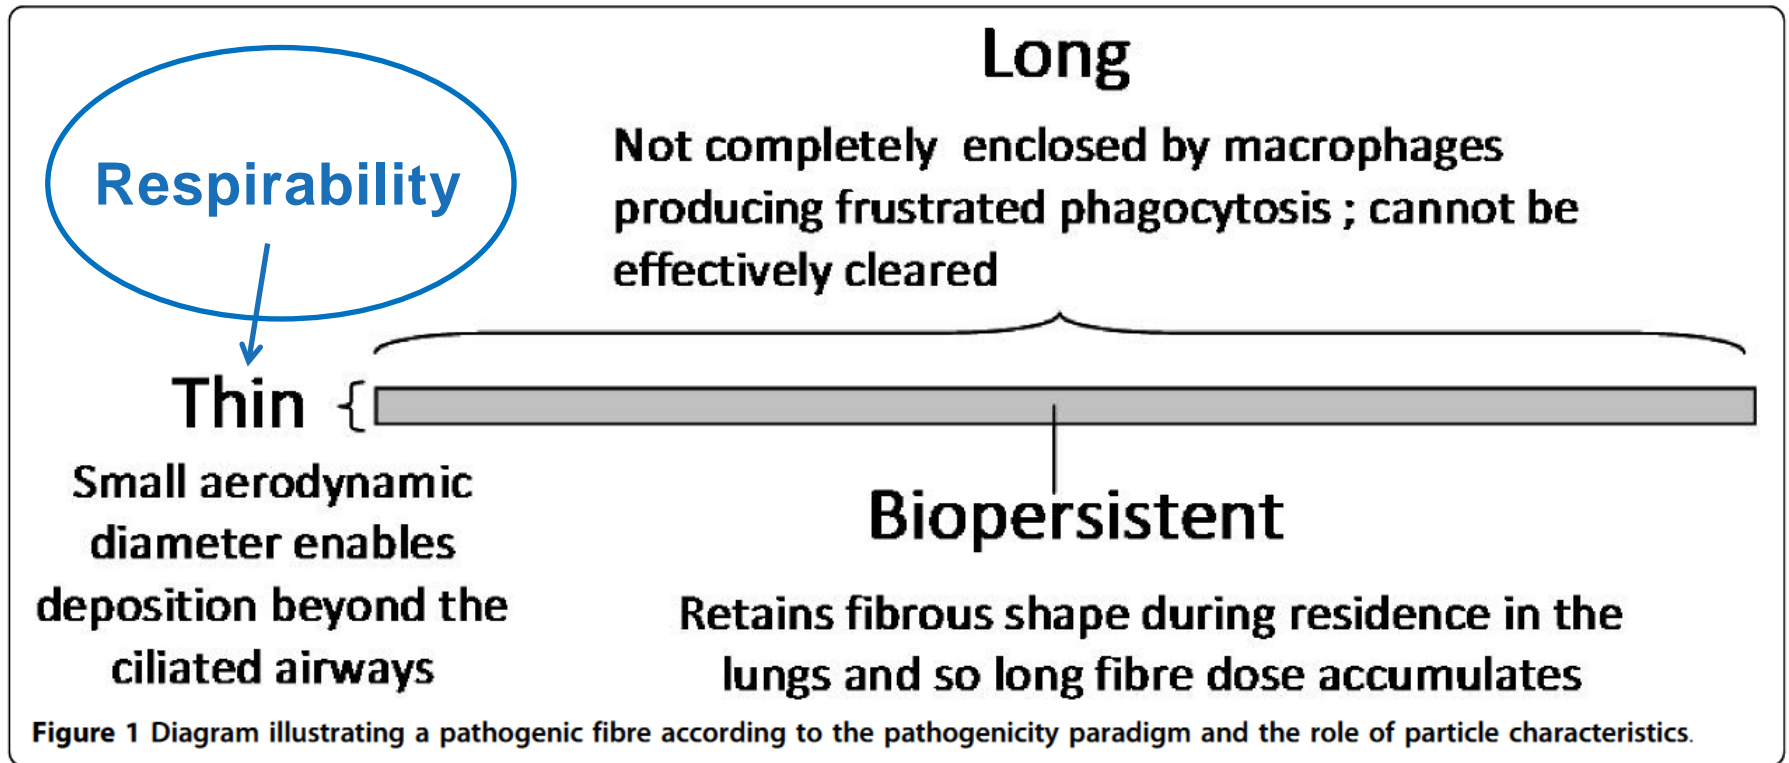 Long
Respirability
Not completely enclosed by macrophages
producing frustrated phagocytosis ; cannot be
effectively cleared
Thin
Small aerodynamic
diameter enables
deposition beyond the
ciliated airways
Biopersistent
Retains fibrous shape during residence in the
lungs and so long fibre dose accumulates
Figure 1 Diagram illustrating a pathogenic fibre according to the pathogenicity paradigm and the role of particle characteristics.